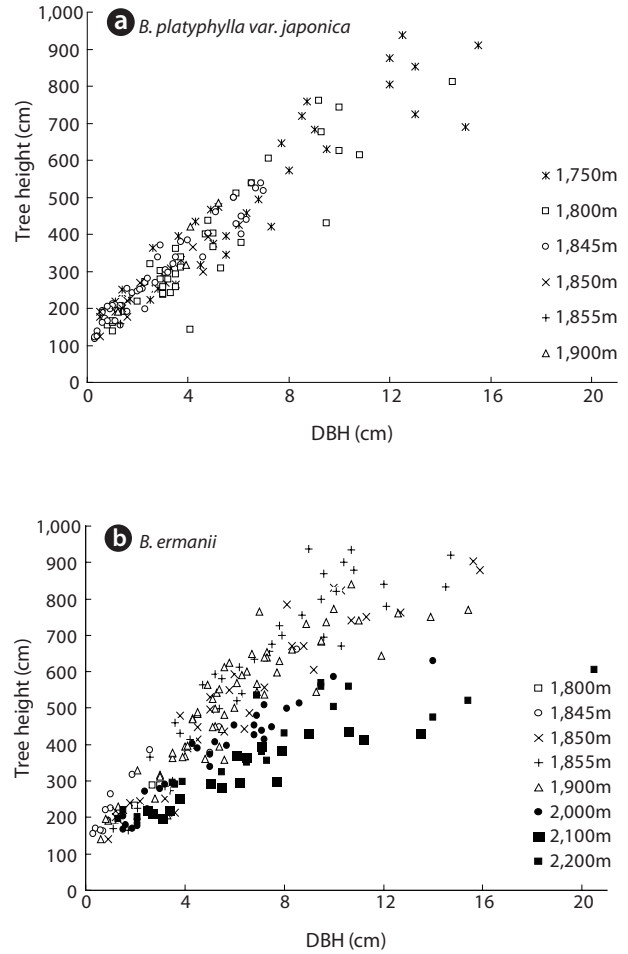 a B. platyphylla var. japonica
1,000
900
800
700
600
500
400
300
200
100
0
Tree height (cm)
1,750m
1,800m
1,845m
1,850m
1,855m
1,900m
0 4 8 12 16 20
DBH (cm)
b B. ermanii
1,000
900
800
700
600
500
400
300
200
100
0
Tree height (cm)
1,800m
1,845m
1,850m
1,855m
1,900m
2,000m
2,100m
2,200m
0 4 8 12 16 20
DBH (cm)